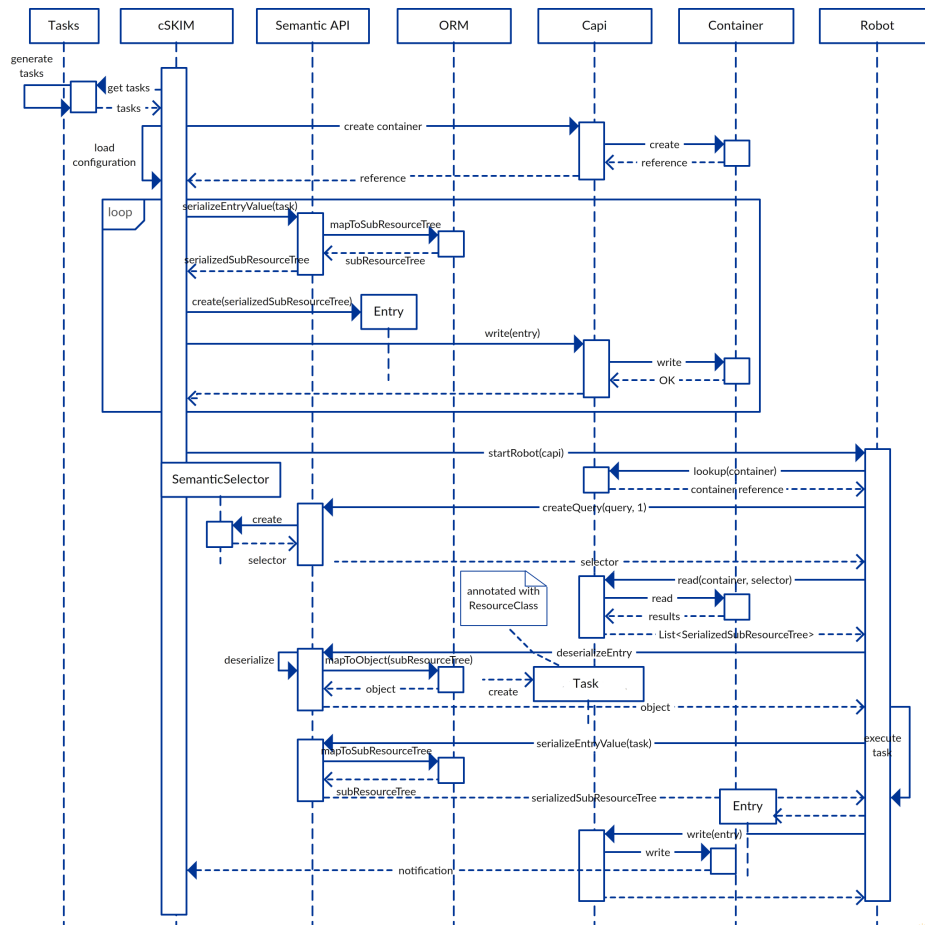 Tasks
cSKIM
Semantic API
ORM
Capi
Container
Robot
generate
tasks
get tasks
tasks
create container
load
configuration
create
reference
reference
loop
serializeEntryValue(task)
mapToSubResourceTree
subResourceTree
serializedSubResourceTree
create(serializedSubResourceTree)
Entry
write(entry)
write
OK
startRobot(capi)
SemanticSelector
lookup(container)
container reference
createQuery(query, 1)
create
selector
selector
annotated with
ResourceClass
read(container, selector)
read
results
List<SerializedSubResourceTree>
deserializeEntry
deserialize
mapToObject(subResourceTree)
object
create
Task
object
execute
task
serializeEntryValue(task)
mapToSubResourceTree
subResourceTree
serializedSubResourceTree
Entry
write(entry)
write
notification